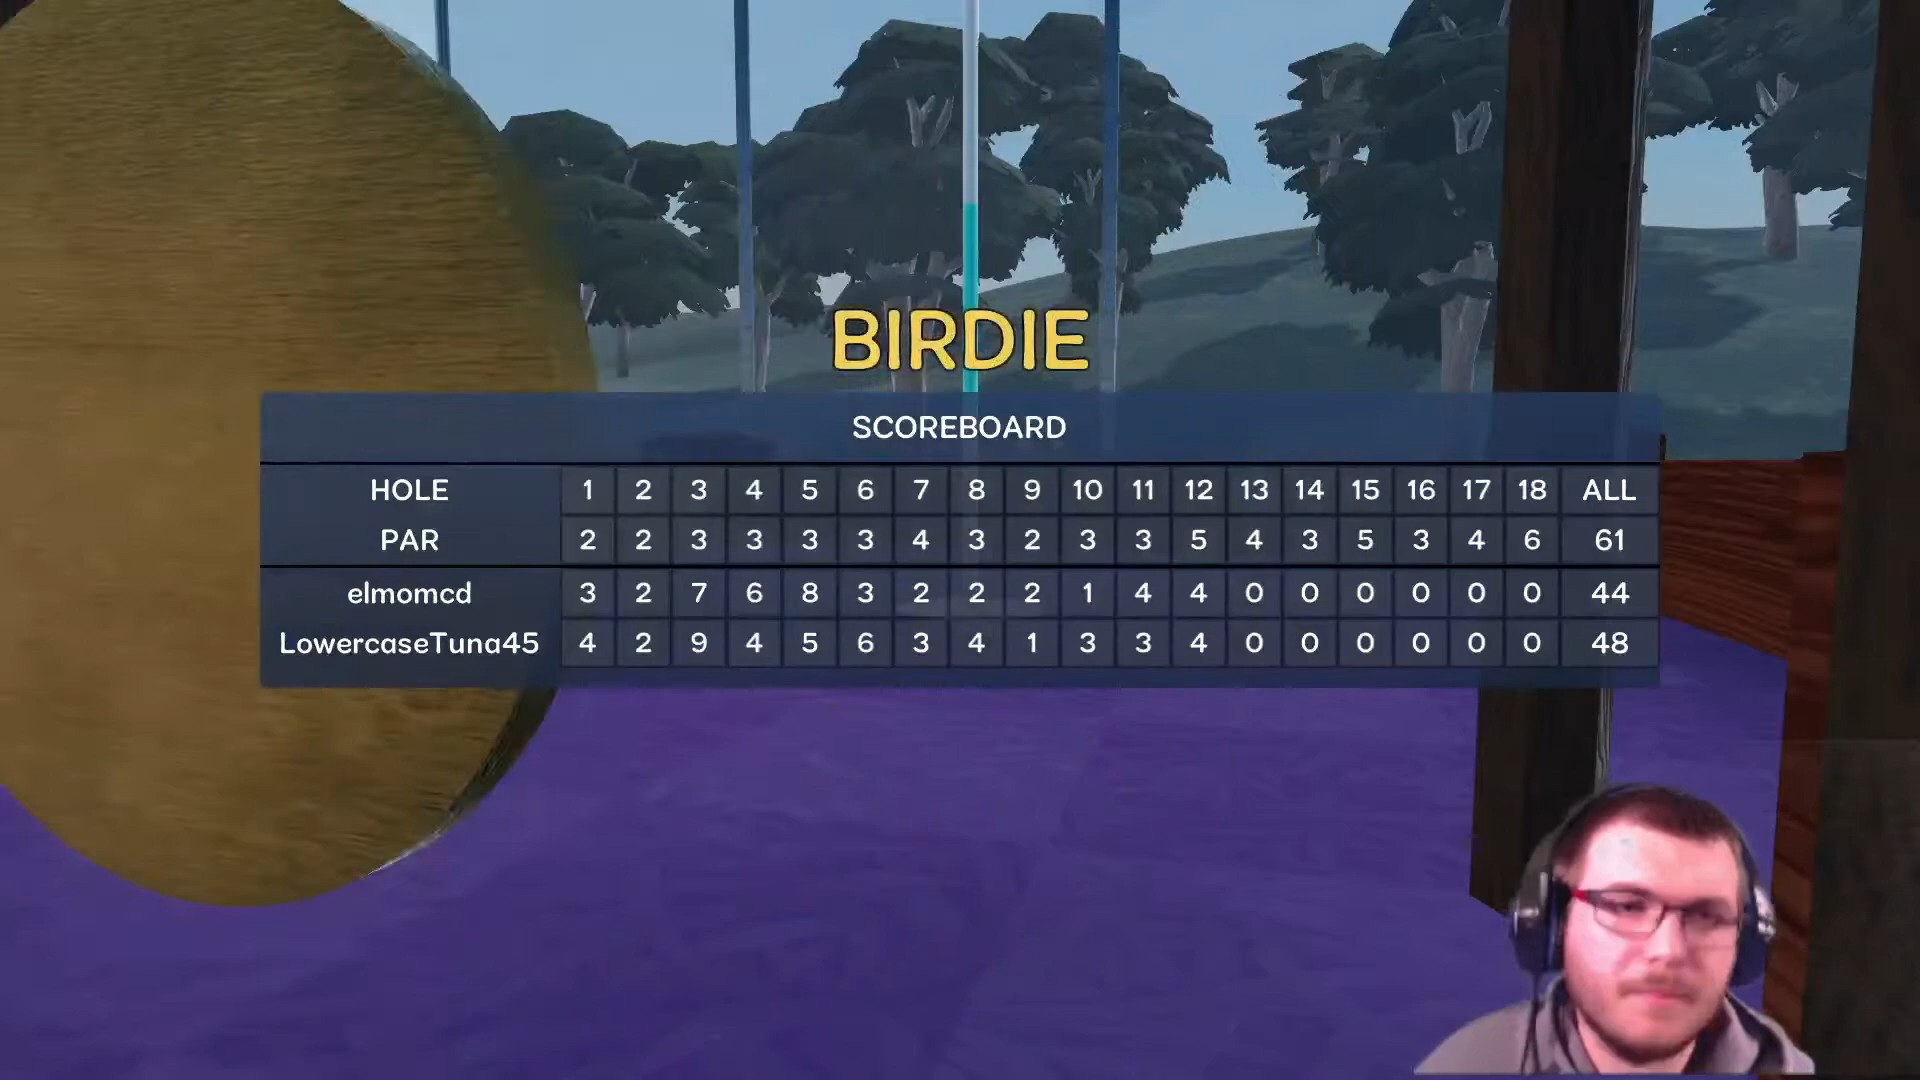 BIRDIE
SCOREBOARD
HOLE 1 2 3 4 5 6 7 8 9 10 11 12 13 14 15 16 17 18 ALL
PAR 2 2 3 3 3 3 4 3 2 3 3 5 4 3 5 3 4 6 61
elmomcd 3 2 7 6 8 3 2 2 2 1 4 4 0 0 0 0 0 0 44
LowercaseTuna45 4 2 9 4 5 6 3 4 1 3 3 4 0 0 0 0 0 0 48